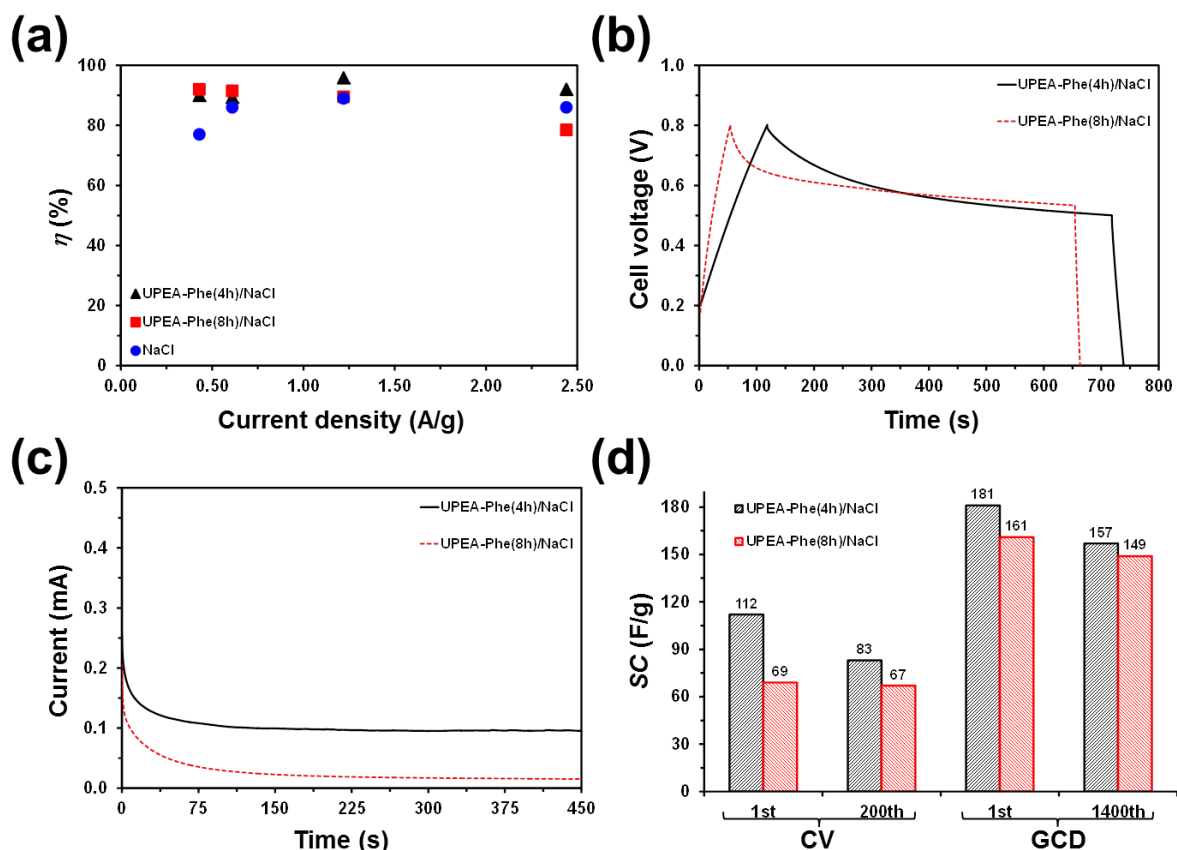 (a)
100
80
60
40
20
0
η (%)
UPEA-Phe(4h)/NaCl
UPEA-Phe(8h)/NaCl
NaCl
0.00 0.50 1.00 1.50 2.00 2.50
Current density (A/g)
(b)
1.0
0.8
0.6
0.4
0.2
0.0
Cell voltage (V)
UPEA-Phe(4h)/NaCl
UPEA-Phe(8h)/NaCl
0 100 200 300 400 500 600 700 800
Time (s)
(c)
0.5
0.4
0.3
0.2
0.1
0.0
Current (mA)
UPEA-Phe(4h)/NaCl
UPEA-Phe(8h)/NaCl
0 75 150 225 300 375 450
Time (s)
(d)
180
150
120
90
60
30
0
SC (F/g)
UPEA-Phe(4h)/NaCl
UPEA-Phe(8h)/NaCl
112
69
83
67
181
161
157
149
1st 200th 1st 1400th
CV GCD